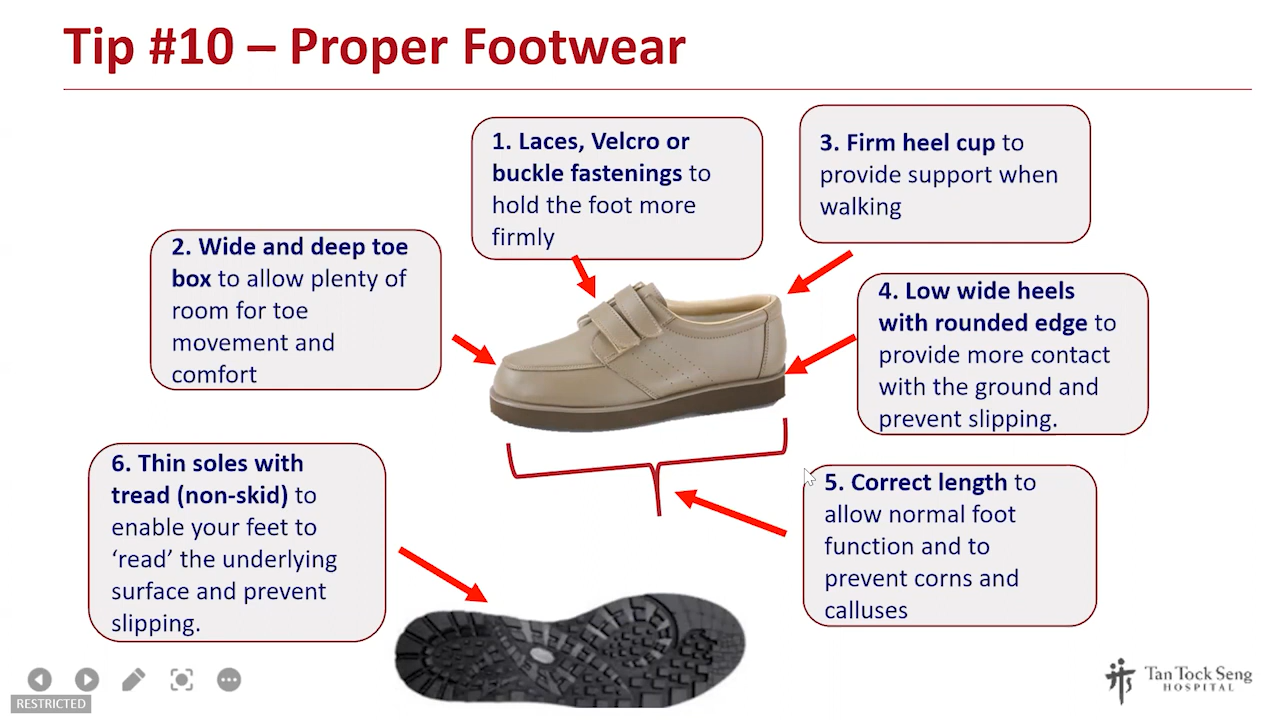 Tip #10 – Proper Footwear
1. Laces, Velcro or
buckle fastenings to
hold the foot more
firmly
3. Firm heel cup to
provide support when
walking
2. Wide and deep toe
box to allow plenty of
room for toe
movement and
comfort
4. Low wide heels
with rounded edge to
provide more contact
with the ground and
prevent slipping.
6. Thin soles with
tread (non-skid) to
enable your feet to
‘read’ the underlying
surface and prevent
slipping.
5. Correct length to
allow normal foot
function and to
prevent corns and
calluses
RESTRICTED
Tan Tock Seng
HOSPITAL